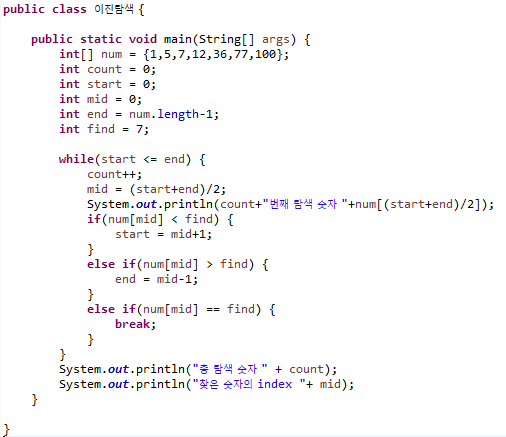 public class 이진탐색 {
public static void main(String[] args) {
int[] num = {1,5,7,12,36,77,100};
int count = 0;
int start = 0;
int mid = 0;
int end = num.length-1;
int find = 7;
while(start <= end) {
count++;
mid = (start+end)/2;
System.out.println(count+"번째 탐색 숫자 "+num[(start+end)/2]);
if(num[mid] < find) {
start = mid+1;
}
else if(num[mid] > find) {
end = mid-1;
}
else if(num[mid] == find) {
break;
}
}
System.out.println("총 탐색 숫자 " + count);
System.out.println("찾은 숫자의 index "+ mid);
}
}